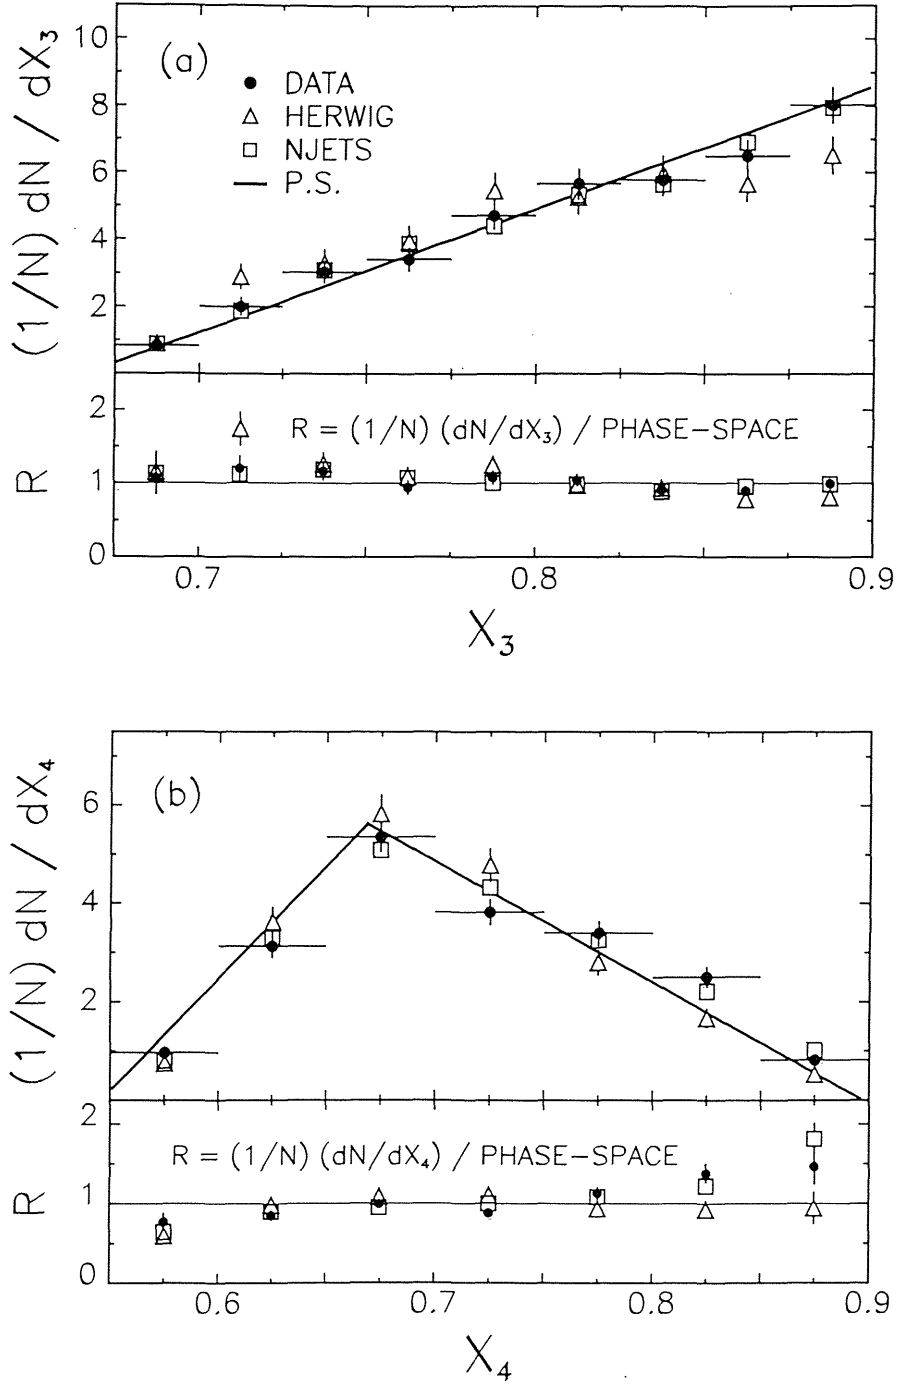 (a)
(1/N) dN / dX₃
10
8
6
4
2
DATA
HERWIG
NJETS
P.S.
R = (1/N) (dN/dX₃) / PHASE-SPACE
R
2
1
0
0.7
0.8
0.9
X₃
(b)
(1/N) dN / dX₄
6
4
2
R = (1/N) (dN/dX₄) / PHASE-SPACE
R
2
1
0
0.6
0.7
0.8
0.9
X₄